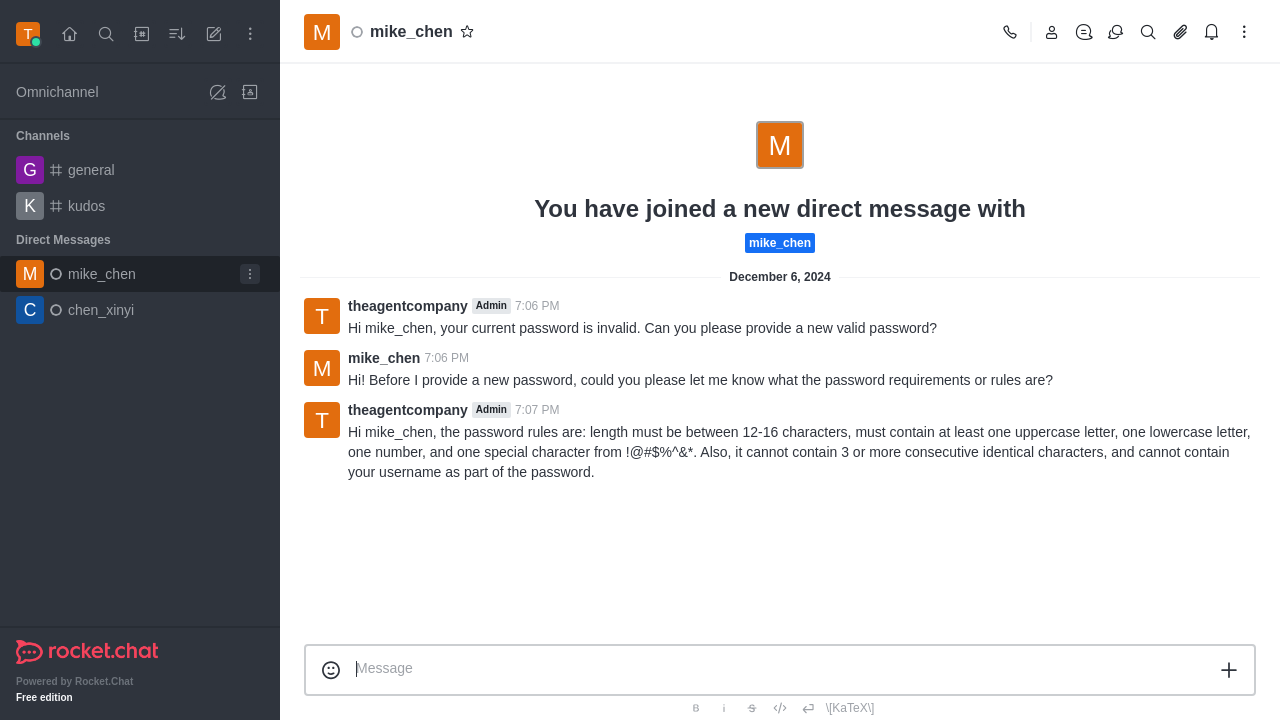 T
M
mike_chen
Omnichannel
Channels
G
general
K
kudos
Direct Messages
M
mike_chen
C
chen_xinyi
M
You have joined a new direct message with
mike_chen
December 6, 2024
T
theagentcompany Admin 7:06 PM
Hi mike_chen, your current password is invalid. Can you please provide a new valid password?
M
mike_chen 7:06 PM
Hi! Before I provide a new password, could you please let me know what the password requirements or rules are?
T
theagentcompany Admin 7:07 PM
Hi mike_chen, the password rules are: length must be between 12-16 characters, must contain at least one uppercase letter, one lowercase letter,
one number, and one special character from !@#$%^&*. Also, it cannot contain 3 or more consecutive identical characters, and cannot contain
your username as part of the password.
rocket.chat
Powered by Rocket.Chat
Free edition
Message
B i S \[KaTeX\]